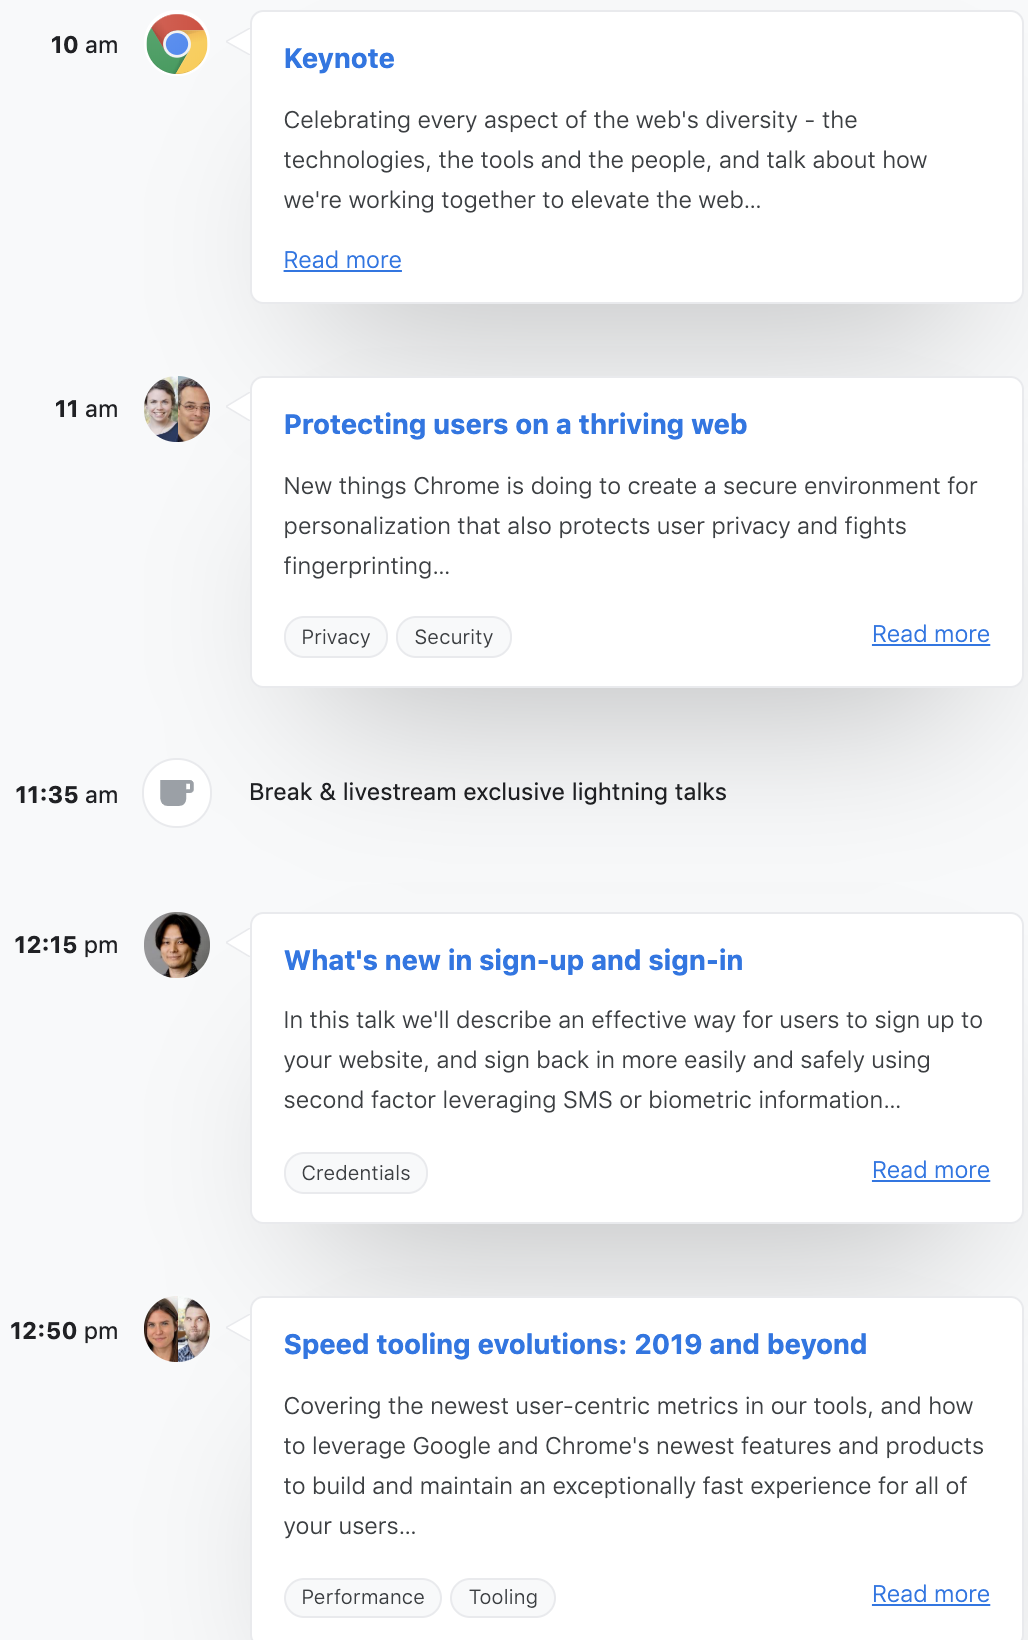 10 am
Keynote
Celebrating every aspect of the web's diversity - the
technologies, the tools and the people, and talk about how
we're working together to elevate the web...
Read more
11 am
Protecting users on a thriving web
New things Chrome is doing to create a secure environment for
personalization that also protects user privacy and fights
fingerprinting...
Privacy Security Read more
11:35 am Break & livestream exclusive lightning talks
12:15 pm
What's new in sign-up and sign-in
In this talk we'll describe an effective way for users to sign up to
your website, and sign back in more easily and safely using
second factor leveraging SMS or biometric information...
Credentials Read more
12:50 pm
Speed tooling evolutions: 2019 and beyond
Covering the newest user-centric metrics in our tools, and how
to leverage Google and Chrome's newest features and products
to build and maintain an exceptionally fast experience for all of
your users...
Performance Tooling Read more